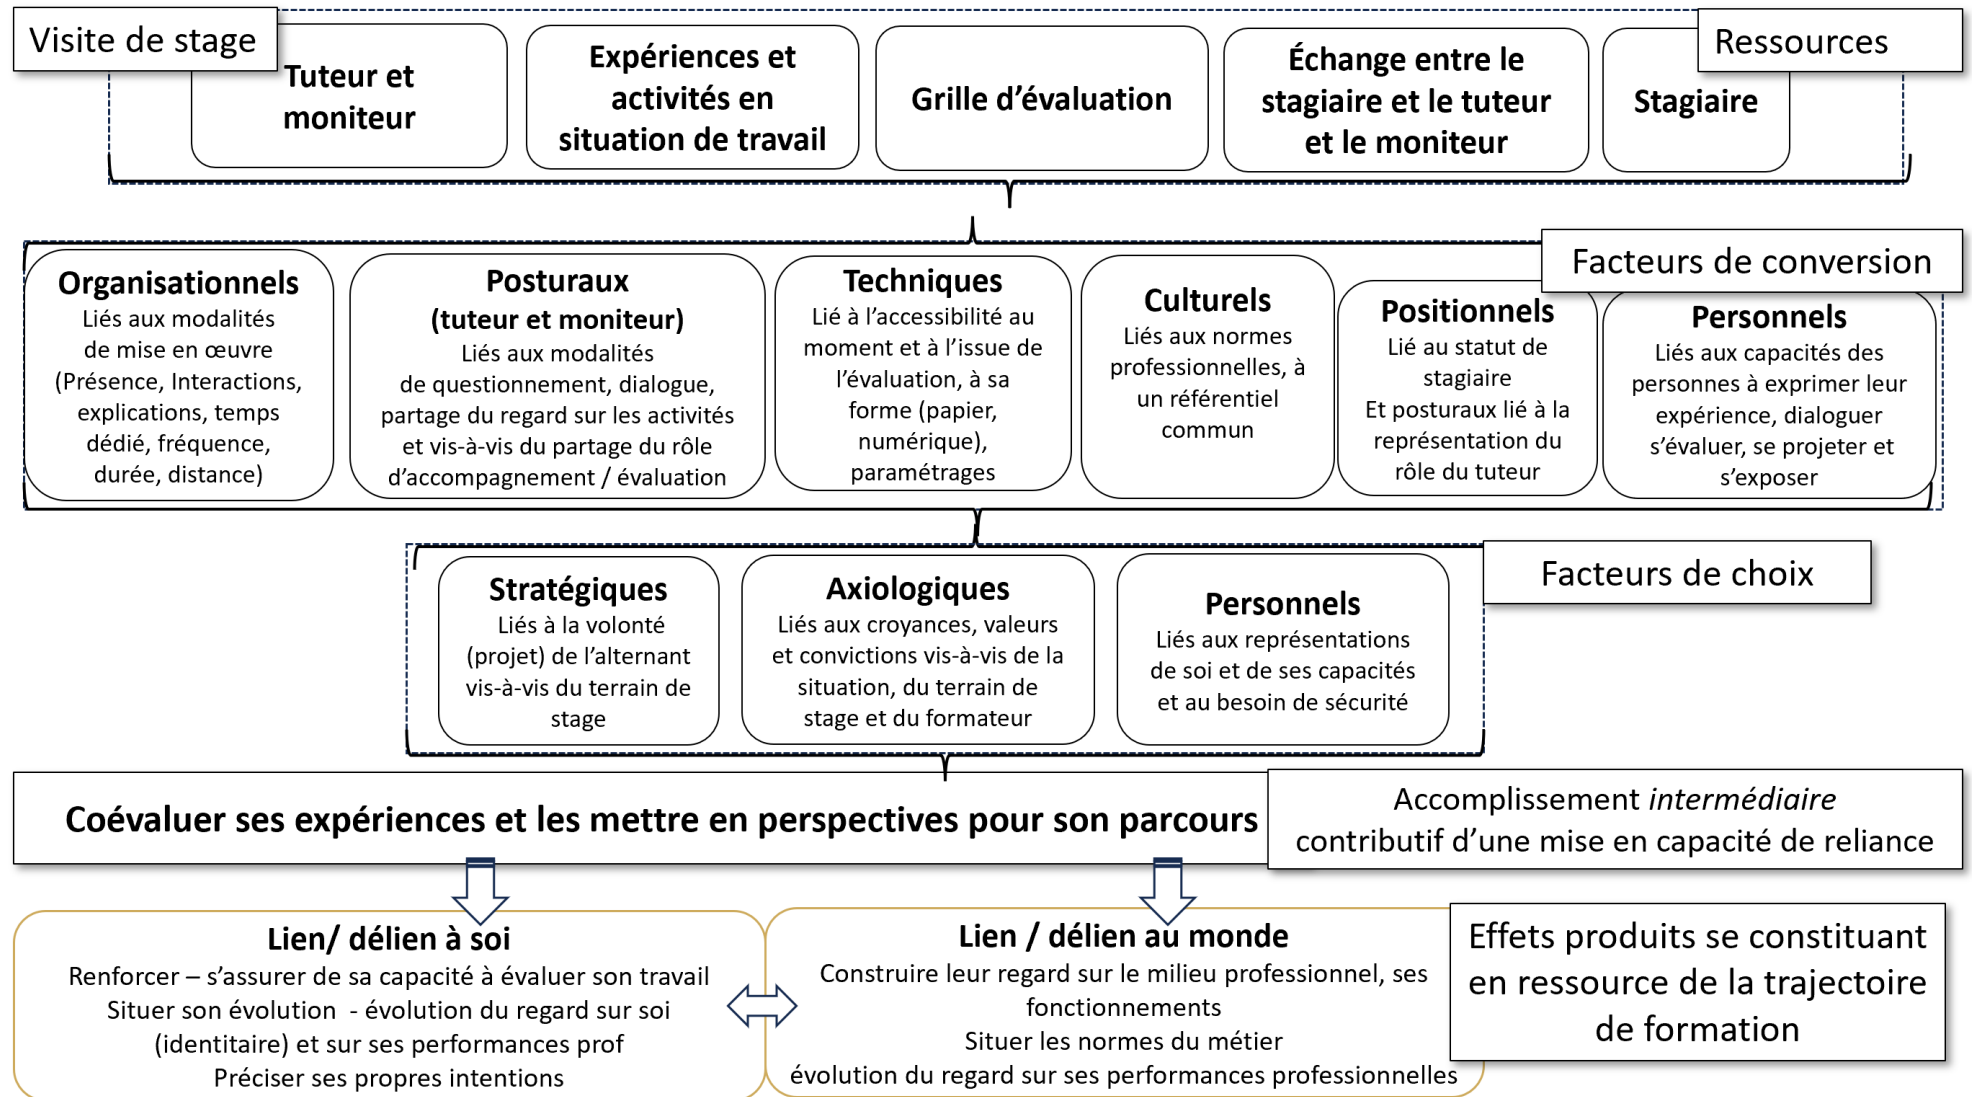 Visite de stage
Ressources
Tuteur et
moniteur
Expériences et
activités en
situation de travail
Grille d’évaluation
Échange entre le
stagiaire et le tuteur
et le moniteur
Stagiaire
Facteurs de conversion
Organisationnels
Liés aux modalités
de mise en œuvre
(Présence, Interactions,
explications, temps
dédié, fréquence,
durée, distance)
Posturaux
(tuteur et moniteur)
Liés aux modalités
de questionnement, dialogue,
partage du regard sur les activités
et vis-à-vis du partage du rôle
d’accompagnement / évaluation
Techniques
Lié à l’accessibilité au
moment et à l’issue de
l’évaluation, à sa
forme (papier,
numérique),
paramétrages
Culturels
Liés aux normes
professionnelles, à
un référentiel
commun
Positionnels
Lié au statut de
stagiaire
Et posturaux lié à la
représentation du
rôle du tuteur
Personnels
Liés aux capacités des
personnes à exprimer leur
expérience, dialoguer
s’évaluer, se projeter et
s’exposer
Facteurs de choix
Stratégiques
Liés à la volonté
(projet) de l’alternant
vis-à-vis du terrain de
stage
Axiologiques
Liés aux croyances, valeurs
et convictions vis-à-vis de la
situation, du terrain de
stage et du formateur
Personnels
Liés aux représentations
de soi et de ses capacités
et au besoin de sécurité
Coévaluer ses expériences et les mettre en perspectives pour son parcours
Accomplissement intermédiaire
contributif d’une mise en capacité de reliance
Lien/ délien à soi
Renforcer – s’assurer de sa capacité à évaluer son travail
Situer son évolution - évolution du regard sur soi
(identitaire) et sur ses performances prof
Préciser ses propres intentions
Lien / délien au monde
Construire leur regard sur le milieu professionnel, ses
fonctionnements
Situer les normes du métier
évolution du regard sur ses performances professionnelles
Effets produits se constituant
en ressource de la trajectoire
de formation